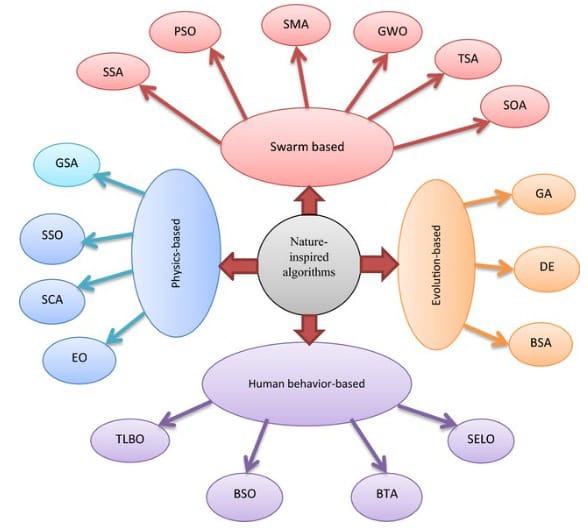 SMA
PSO
GWO
TSA
SSA
SOA
Swarm based
GSA
SSO
SCA
EO
Physics-based
Nature-
inspired
algorithms
Evolution-based
GA
DE
BSA
Human behavior-based
TLBO
BSO
BTA
SELO